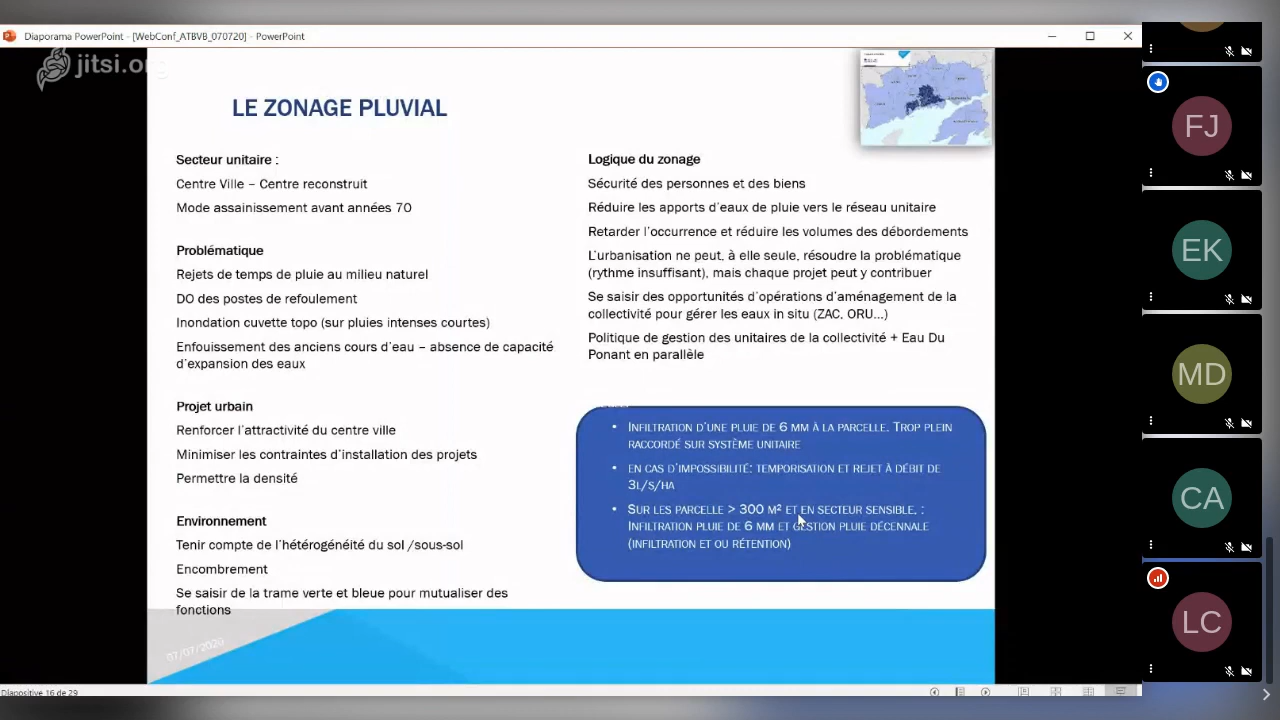 Diaporama PowerPoint - [WebConf_ATBVB_070720] - PowerPoint
jitsi.org
LE ZONAGE PLUVIAL
Secteur unitaire :
Centre Ville – Centre reconstruit
Mode assainissement avant années 70
Problématique
Rejets de temps de pluie au milieu naturel
DO des postes de refoulement
Inondation cuvette topo (sur pluies intenses courtes)
Enfouissement des anciens cours d'eau – absence de capacité
d'expansion des eaux
Projet urbain
Renforcer l'attractivité du centre ville
Minimiser les contraintes d'installation des projets
Permettre la densité
Environnement
Tenir compte de l'hétérogénéité du sol /sous-sol
Encombrement
Se saisir de la trame verte et bleue pour mutualiser des
fonctions
Logique du zonage
Sécurité des personnes et des biens
Réduire les apports d'eaux de pluie vers le réseau unitaire
Retarder l'occurrence et réduire les volumes des débordements
L'urbanisation ne peut, à elle seule, résoudre la problématique
(rythme insuffisant), mais chaque projet peut y contribuer
Se saisir des opportunités d'opérations d'aménagement de la
collectivité pour gérer les eaux in situ (ZAC, ORU...)
Politique de gestion des unitaires de la collectivité + Eau Du
Ponant en parallèle
• INFILTRATION D'UNE PLUIE DE 6 MM À LA PARCELLE. TROP PLEIN
RACCORDÉ SUR SYSTÈME UNITAIRE
• EN CAS D'IMPOSSIBILITÉ: TEMPORISATION ET REJET À DÉBIT DE
3L/S/HA
• SUR LES PARCELLE > 300 M² ET EN SECTEUR SENSIBLE, :
INFILTRATION PLUIE DE 6 MM ET GESTION PLUIE DÉCENNALE
(INFILTRATION ET OU RÉTENTION)
07/07/2020
Diapositive 16 de 29
FJ
EK
MD
CA
LC